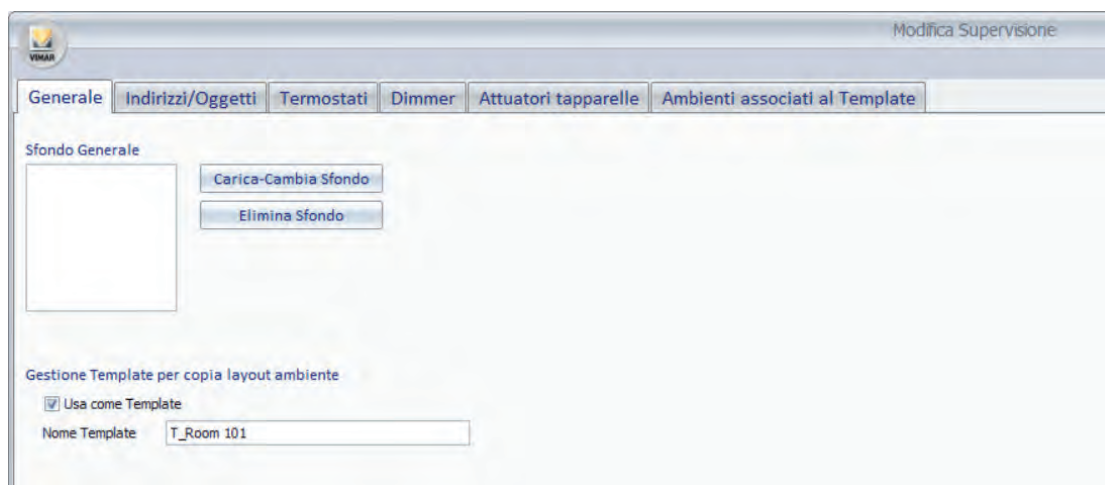 Modifica Supervisione
VIMAR
Generale Indirizzi/Oggetti Termostati Dimmer Attuatori tapparelle Ambienti associati al Template
Sfondo Generale
Carica-Cambia Sfondo
Elimina Sfondo
Gestione Template per copia layout ambiente
Usa come Template
Nome Template T_Room 101